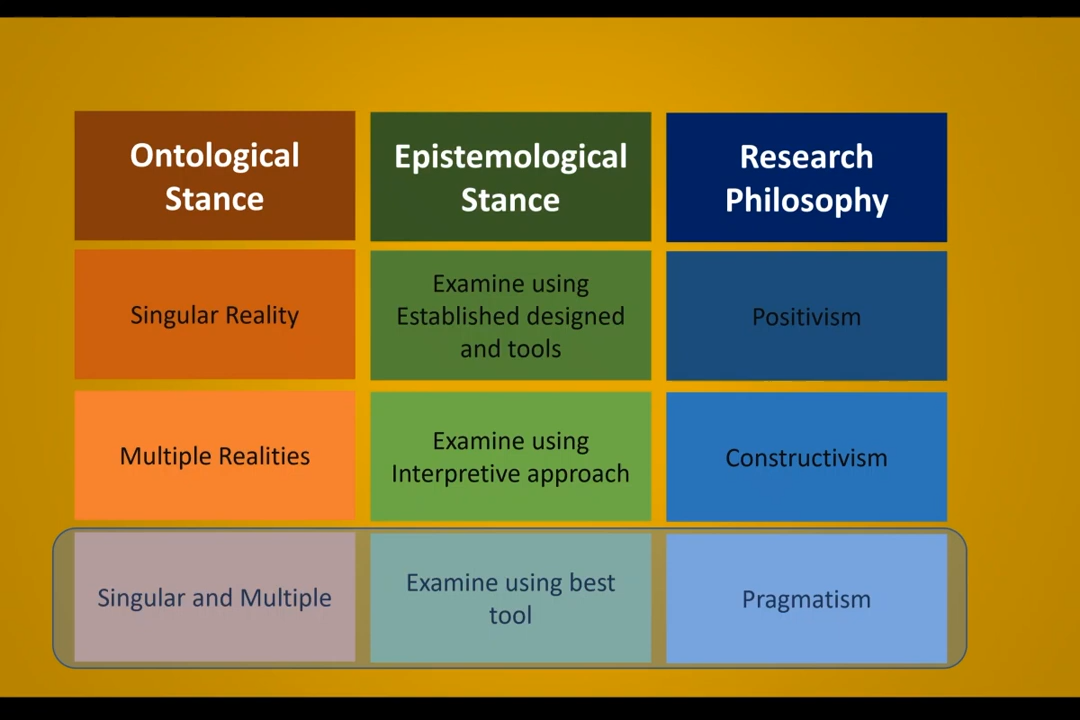 Ontological
Stance
Epistemological
Stance
Research
Philosophy
Singular Reality
Examine using
Established designed
and tools
Positivism
Multiple Realities
Examine using
Interpretive approach
Constructivism
Singular and Multiple
Examine using best
tool
Pragmatism